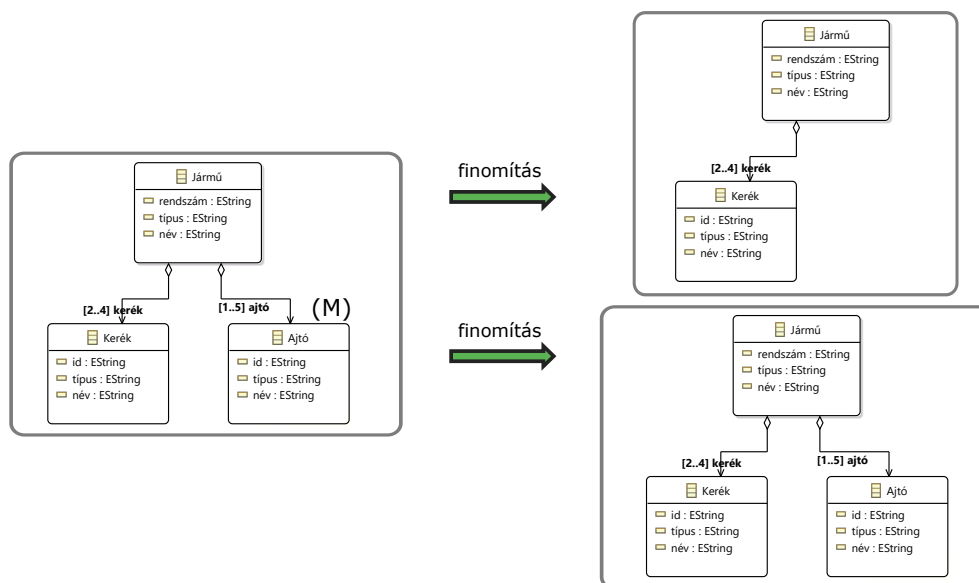 Jármű
rendszám : EString
típus : EString
név : EString
[2..4] kerék
[1..5] ajtó
(M)
Kerék
id : EString
típus : EString
név : EString
Ajtó
id : EString
típus : EString
név : EString
finomítás
finomítás
Jármű
rendszám : EString
típus : EString
név : EString
[2..4] kerék
Kerék
id : EString
típus : EString
név : EString
Jármű
rendszám : EString
típus : EString
név : EString
[2..4] kerék
[1..5] ajtó
Kerék
id : EString
típus : EString
név : EString
Ajtó
id : EString
típus : EString
név : EString